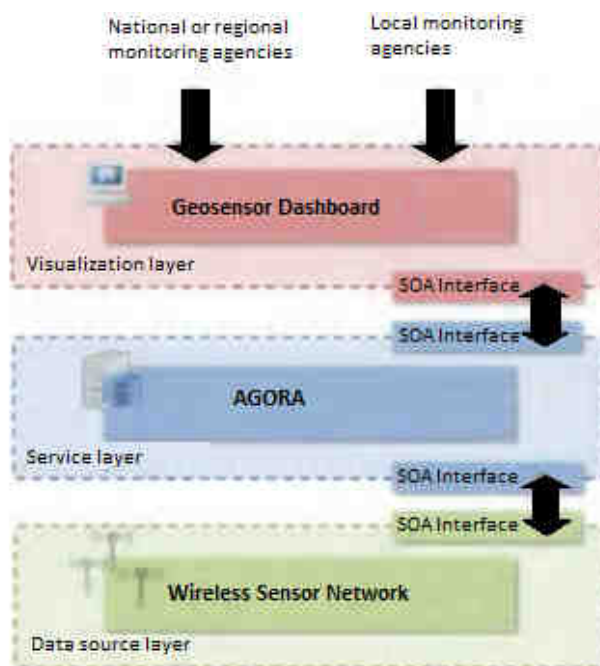 National or regional
monitoring agencies
Local monitoring
agencies
Geosensor Dashboard
Visualization layer
SOA Interface
SOA Interface
AGORA
Service layer
SOA Interface
SOA Interface
Wireless Sensor Network
Data source layer